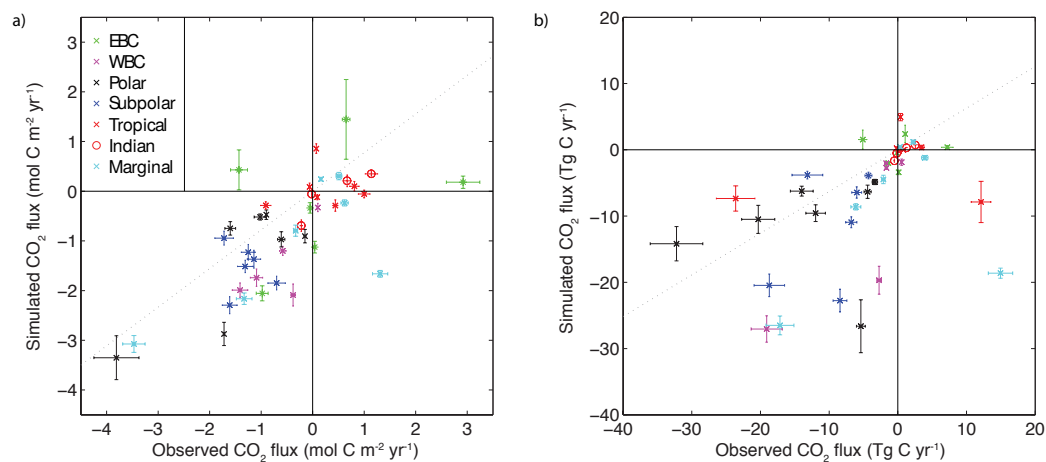 a)
3
2
1
0
−1
−2
−3
−4
Simulated CO₂ flux (mol C m⁻² yr⁻¹)
EBC
WBC
Polar
Subpolar
Tropical
Indian
Marginal
−4 −3 −2 −1 0 1 2 3
Observed CO₂ flux (mol C m⁻² yr⁻¹)
b)
20
10
0
−10
−20
−30
−40
Simulated CO₂ flux (Tg C yr⁻¹)
−40 −30 −20 −10 0 10 20
Observed CO₂ flux (Tg C yr⁻¹)